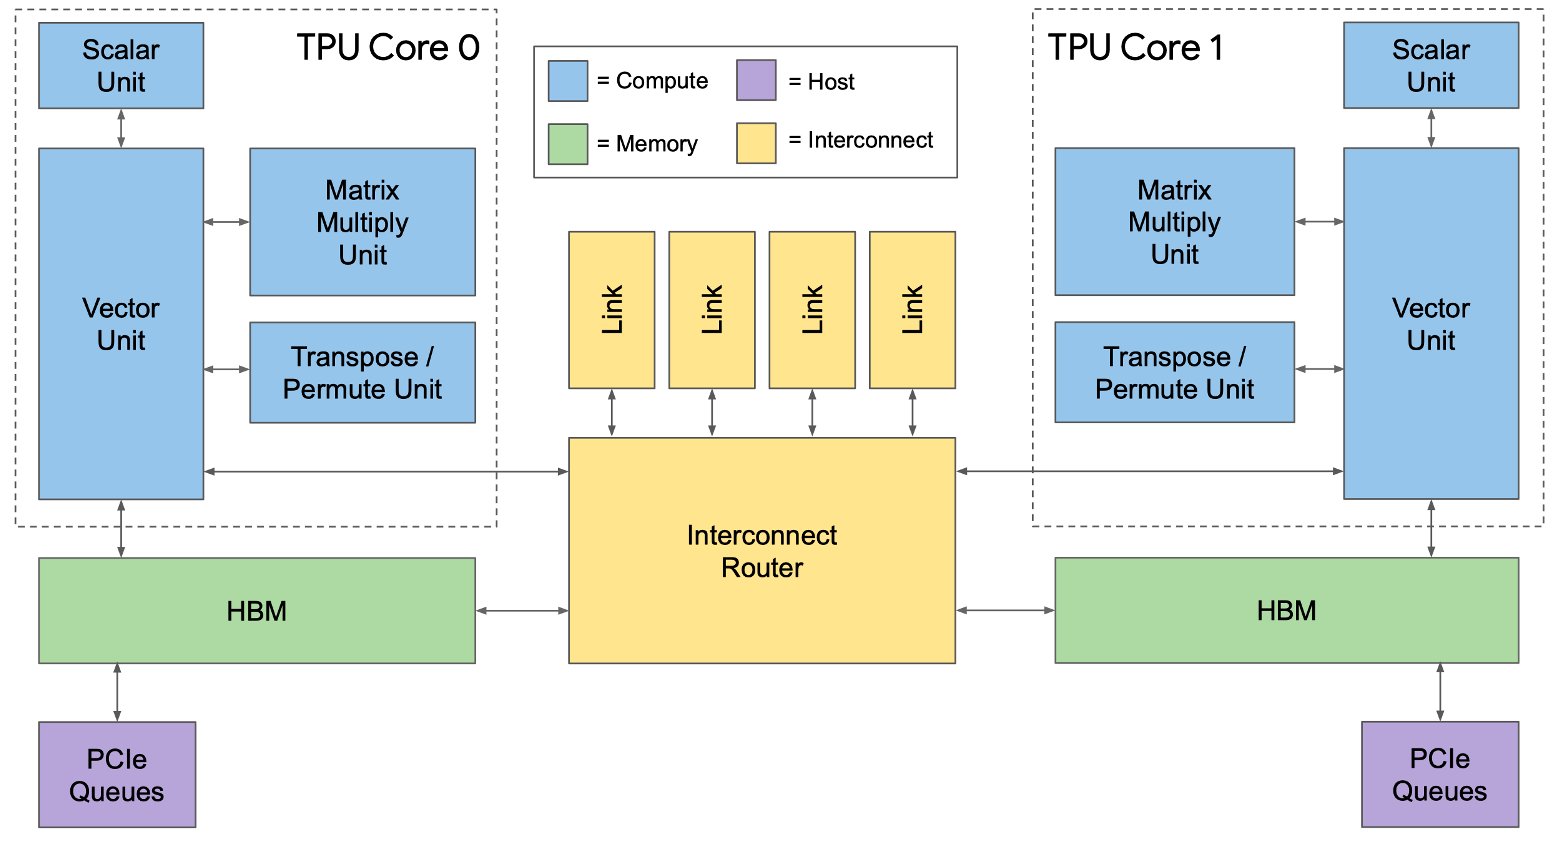 Scalar
Unit
TPU Core 0
Vector
Unit
Matrix
Multiply
Unit
Transpose /
Permute Unit
= Compute
= Host
= Memory
= Interconnect
Link
Link
Link
Link
Interconnect
Router
TPU Core 1
Scalar
Unit
Matrix
Multiply
Unit
Transpose /
Permute Unit
Vector
Unit
HBM
HBM
PCIe
Queues
PCIe
Queues